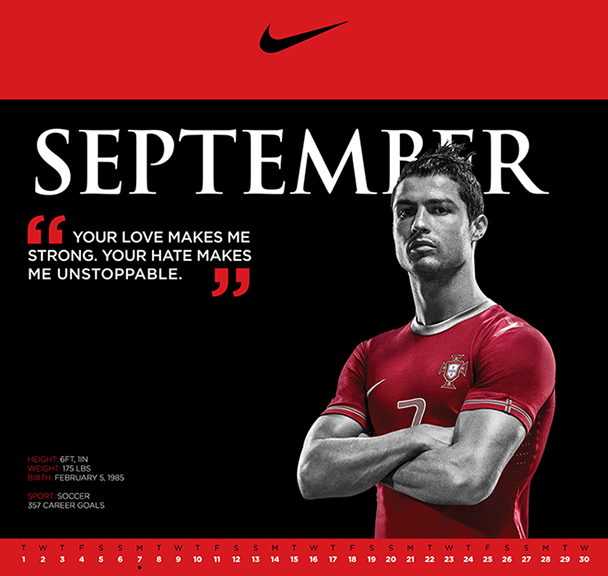 SEPTEMBER
“ YOUR LOVE MAKES ME
STRONG. YOUR HATE MAKES
ME UNSTOPPABLE. ”
7
HEIGHT: 6FT, 1IN
WEIGHT: 175 LBS
BIRTH: FEBRUARY 5, 1985
SPORT: SOCCER
357 CAREER GOALS
T W T F S S M T W T F S S M T W T F S S M T W T F S S M T W
1 2 3 4 5 6 7 8 9 10 11 12 13 14 15 16 17 18 19 20 21 22 23 24 25 26 27 28 29 30